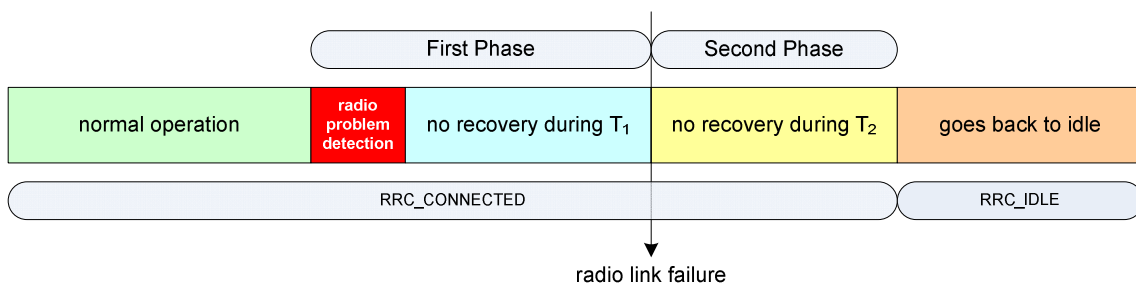 First Phase
Second Phase
normal operation
radio
problem
detection
no recovery during T₁
no recovery during T₂
goes back to idle
RRC_CONNECTED
RRC_IDLE
radio link failure